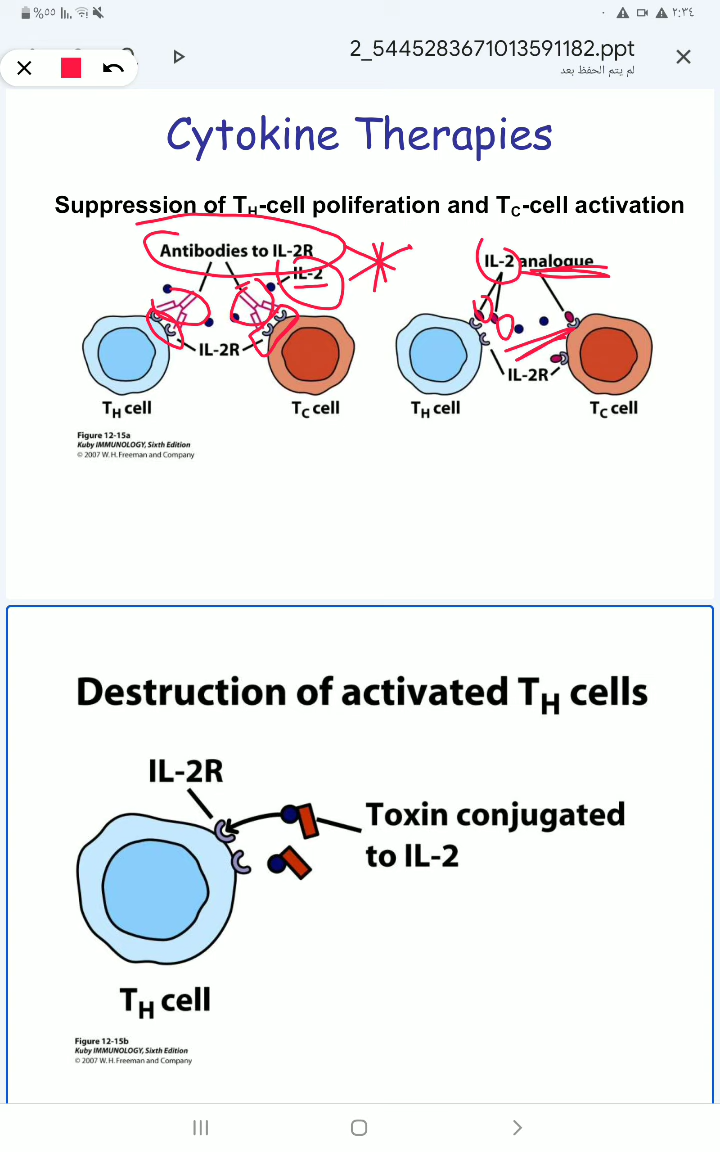 %٥٥ ٢:٣٤
2_5445283671013591182.ppt
لم يتم الحفظ بعد
Cytokine Therapies
Suppression of TH-cell poliferation and TC-cell activation
Antibodies to IL-2R
IL-2
IL-2R
TH cell
TC cell
IL-2 analogue
IL-2R
TH cell
TC cell
Figure 12-15a
Kuby IMMUNOLOGY, Sixth Edition
© 2007 W. H. Freeman and Company
Destruction of activated TH cells
IL-2R
Toxin conjugated
to IL-2
TH cell
Figure 12-15b
Kuby IMMUNOLOGY, Sixth Edition
© 2007 W. H. Freeman and Company